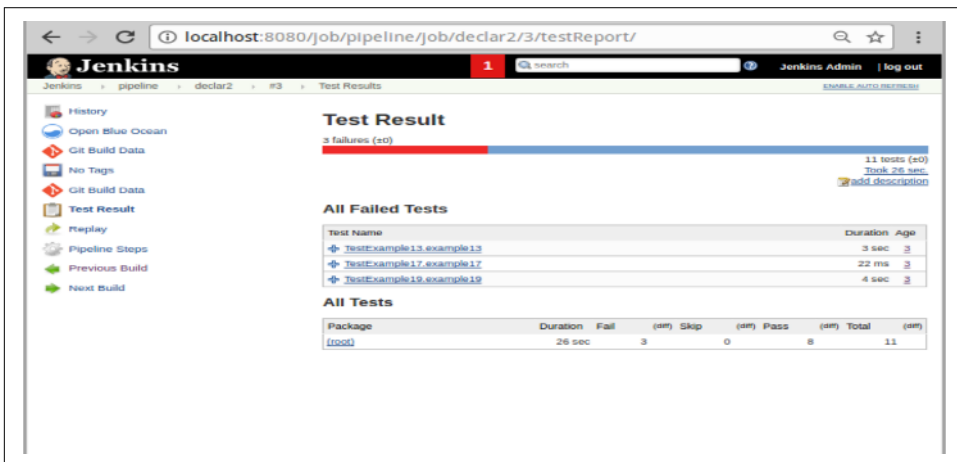 localhost:8080/job/pipeline/job/declar2/3/testReport/
Jenkins 1 search Jenkins Admin | log out
Jenkins pipeline declar2 #3 Test Results ENABLE AUTO REFRESH
History
Open Blue Ocean
Git Build Data
No Tags
Git Build Data
Test Result
Replay
Pipeline Steps
Previous Build
Next Build
Test Result
3 failures (±0)
11 tests (±0)
Took 26 sec.
add description
All Failed Tests
Test Name Duration Age
TestExample13.example13 3 sec 3
TestExample17.example17 22 ms 3
TestExample19.example19 4 sec 3
All Tests
Package Duration Fail (diff) Skip (diff) Pass (diff) Total (diff)
(root) 26 sec 3 0 8 11